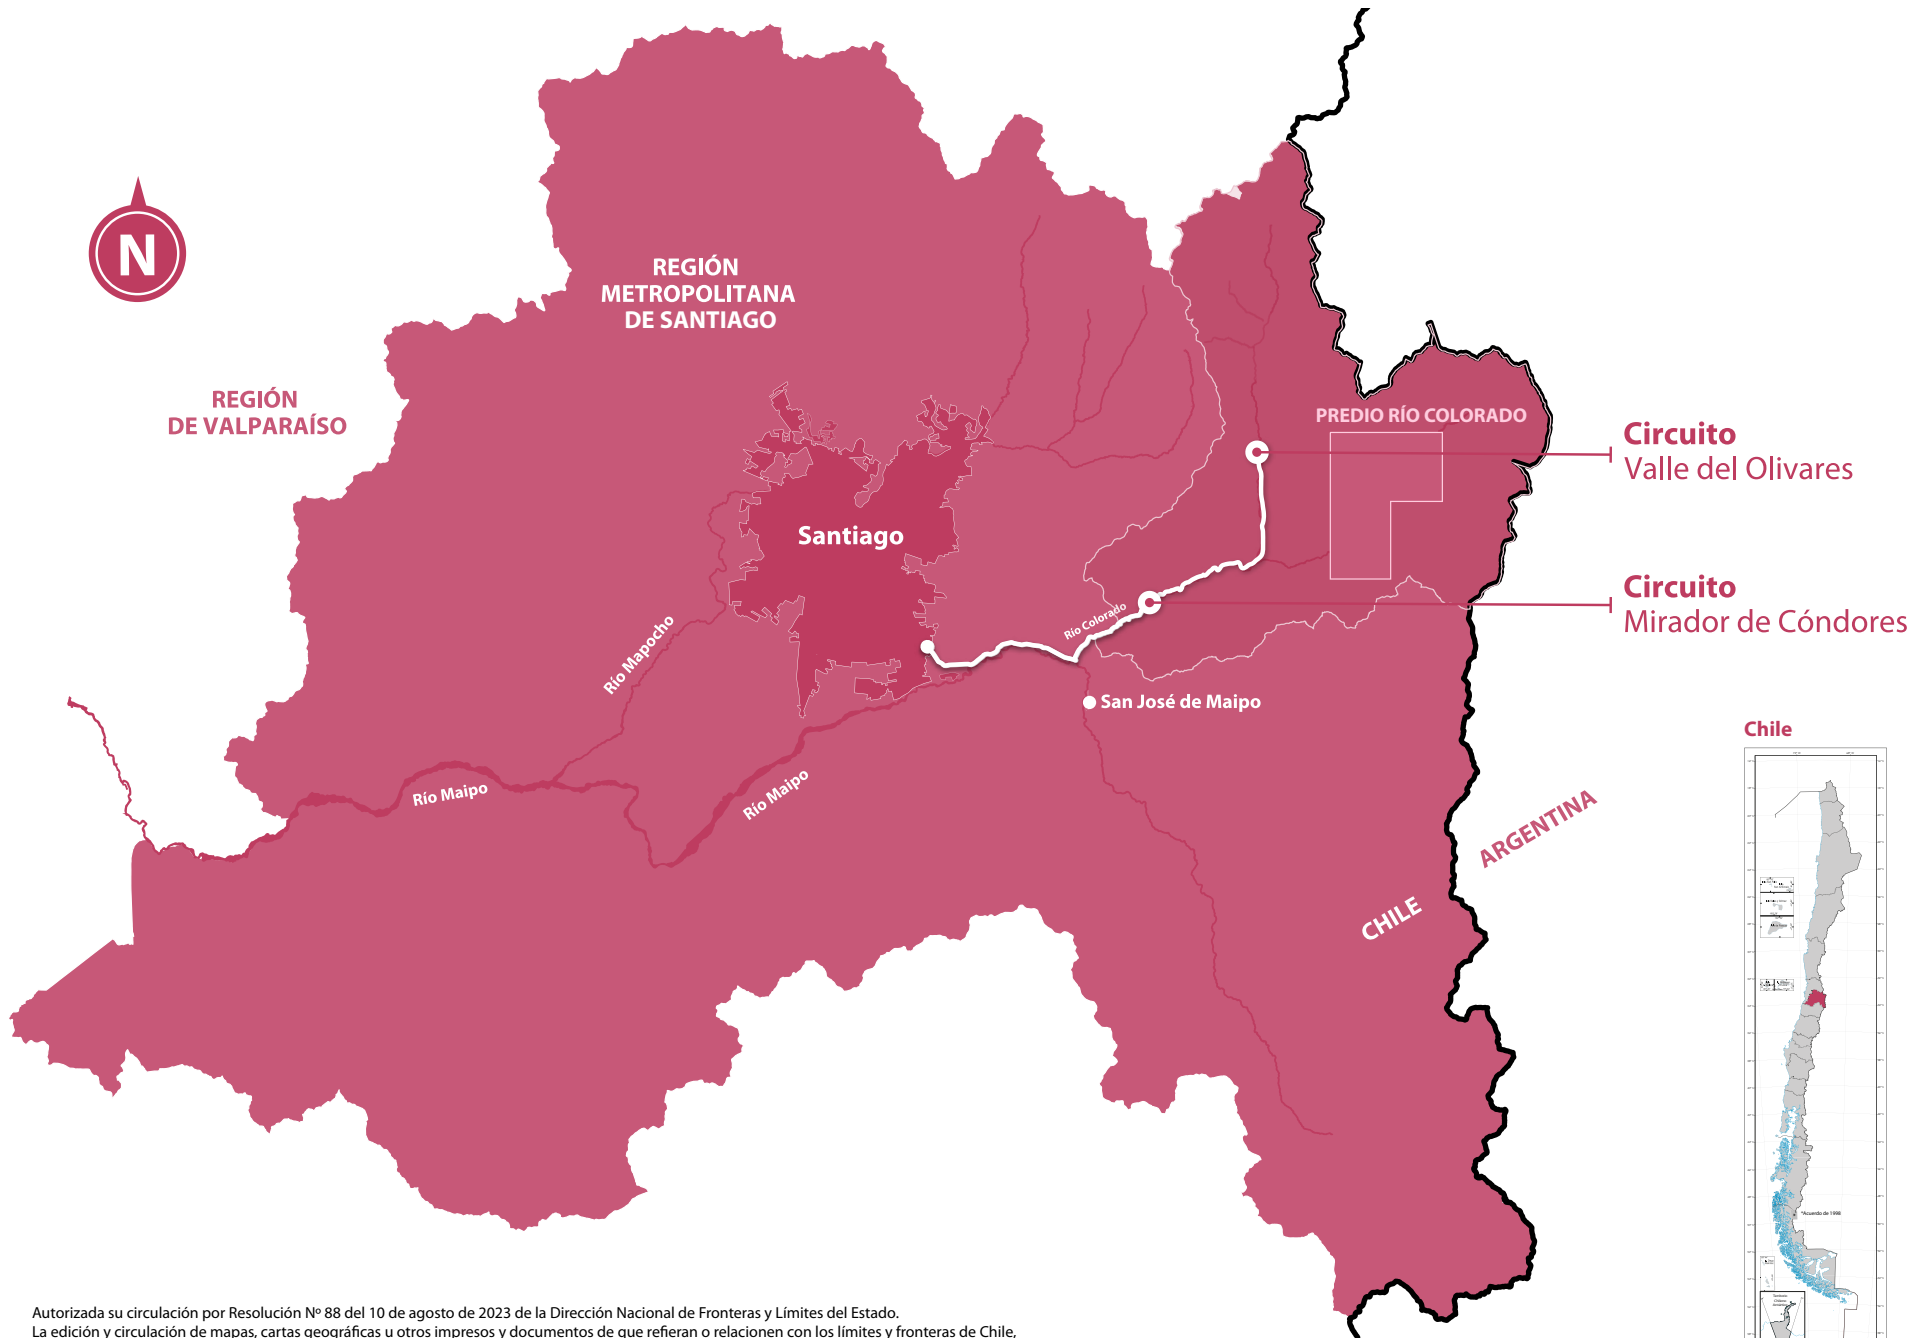 N
REGIÓN
METROPOLITANA
DE SANTIAGO
REGIÓN
DE VALPARAÍSO
PREDIO RÍO COLORADO
Circuito
Valle del Olivares
Santiago
Circuito
Mirador de Cóndores
Río Colorado
Río Mapocho
San José de Maipo
Río Maipo
Río Maipo
ARGENTINA
CHILE
Chile
*Acuerdo de 1998
Autorizada su circulación por Resolución Nº 88 del 10 de agosto de 2023 de la Dirección Nacional de Fronteras y Límites del Estado.
La edición y circulación de mapas, cartas geográficas u otros impresos y documentos de que refieran o relacionen con los límites y fronteras de Chile,